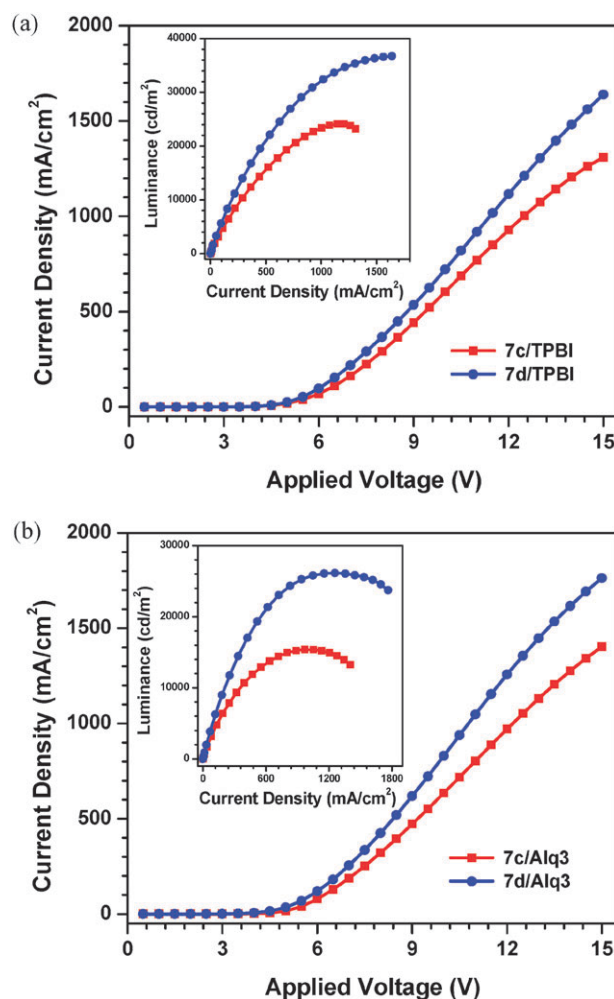 (a)
2000
1500
1000
500
0
Current Density (mA/cm²)
40000
30000
20000
10000
0
Luminance (cd/m²)
0 500 1000 1500
Current Density (mA/cm²)
7c/TPBI
7d/TPBI
0 3 6 9 12 15
Applied Voltage (V)
(b)
2000
1500
1000
500
0
Current Density (mA/cm²)
30000
20000
10000
0
Luminance (cd/m²)
0 600 1200 1800
Current Density (mA/cm²)
7c/Alq3
7d/Alq3
0 3 6 9 12 15
Applied Voltage (V)